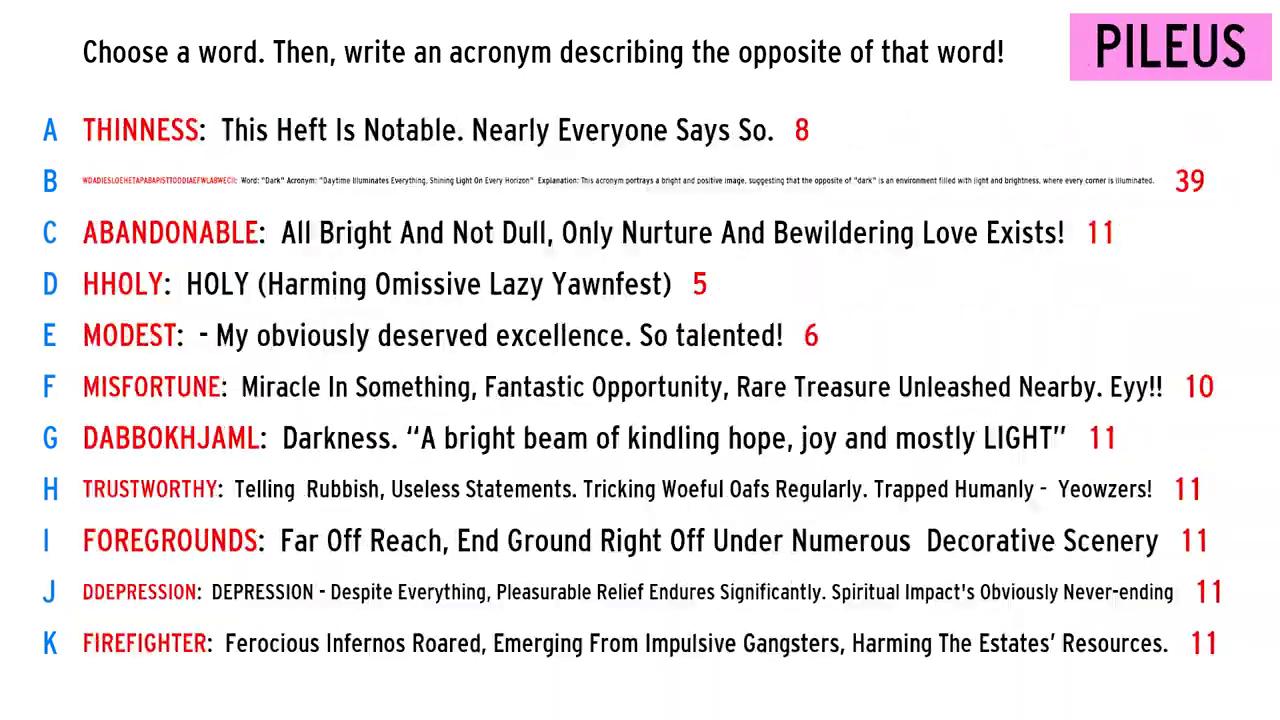 Choose a word. Then, write an acronym describing the opposite of that word!
PILEUS
A THINNESS: This Heft Is Notable. Nearly Everyone Says So. 8
B Word: "Dark" Acronym: "Daytime Illuminates Everything, Shining Light On Every Horizon" Explanation: This acronym portrays a bright and positive image, suggesting that the opposite of "dark" is an environment filled with light and brightness, where every corner is illuminated. 39
C ABANDONABLE: All Bright And Not Dull, Only Nurture And Bewildering Love Exists! 11
D HHOLY: HOLY (Harming Omissive Lazy Yawnfest) 5
E MODEST: - My obviously deserved excellence. So talented! 6
F MISFORTUNE: Miracle In Something, Fantastic Opportunity, Rare Treasure Unleashed Nearby. Eyy!! 10
G DABBOKHJAML: Darkness. “A bright beam of kindling hope, joy and mostly LIGHT” 11
H TRUSTWORTHY: Telling Rubbish, Useless Statements. Tricking Woeful Oafs Regularly. Trapped Humanly - Yeowzers! 11
I FOREGROUNDS: Far Off Reach, End Ground Right Off Under Numerous Decorative Scenery 11
J DDEPRESSION: DEPRESSION - Despite Everything, Pleasurable Relief Endures Significantly. Spiritual Impact's Obviously Never-ending 11
K FIREFIGHTER: Ferocious Infernos Roared, Emerging From Impulsive Gangsters, Harming The Estates’ Resources. 11